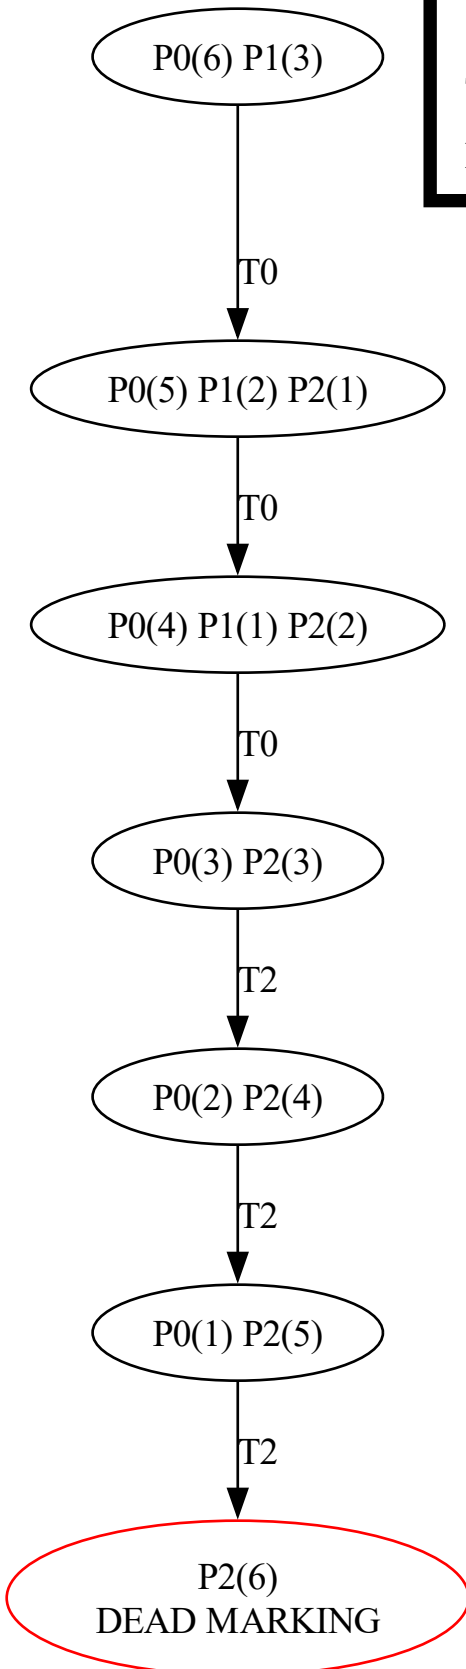 P0(6) P1(3)
T0
P0(5) P1(2) P2(1)
T0
P0(4) P1(1) P2(2)
T0
P0(3) P2(3)
T2
P0(2) P2(4)
T2
P0(1) P2(5)
T2
P2(6)
DEAD MARKING